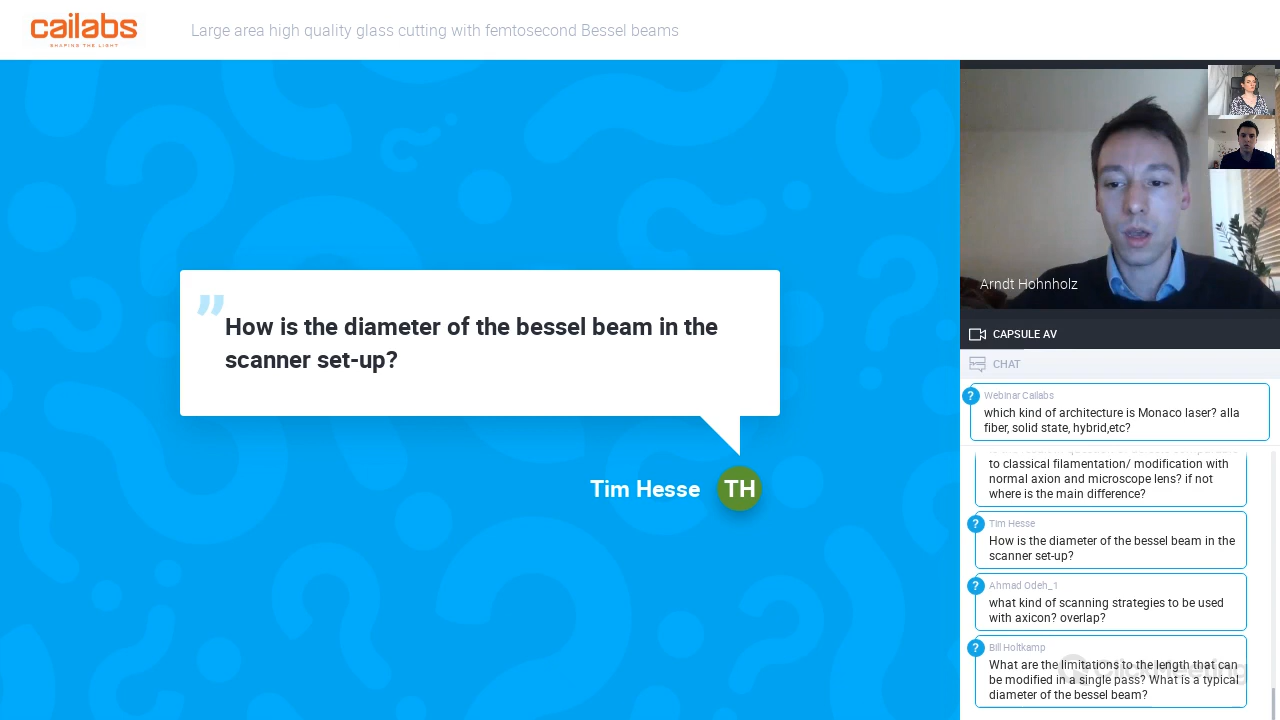 cailabs
SHAPING THE LIGHT
Large area high quality glass cutting with femtosecond Bessel beams
”
How is the diameter of the bessel beam in the
scanner set-up?
Tim Hesse TH
Arndt Hohnholz
CAPSULE AV
CHAT
?
Webinar Cailabs
which kind of architecture is Monaco laser? alla
fiber, solid state, hybrid,etc?
to classical filamentation/ modification with
normal axion and microscope lens? if not
where is the main difference?
?
Tim Hesse
How is the diameter of the bessel beam in the
scanner set-up?
?
Ahmad Odeh_1
what kind of scanning strategies to be used
with axicon? overlap?
?
Bill Holtkamp
What are the limitations to the length that can
be modified in a single pass? What is a typical
diameter of the bessel beam?